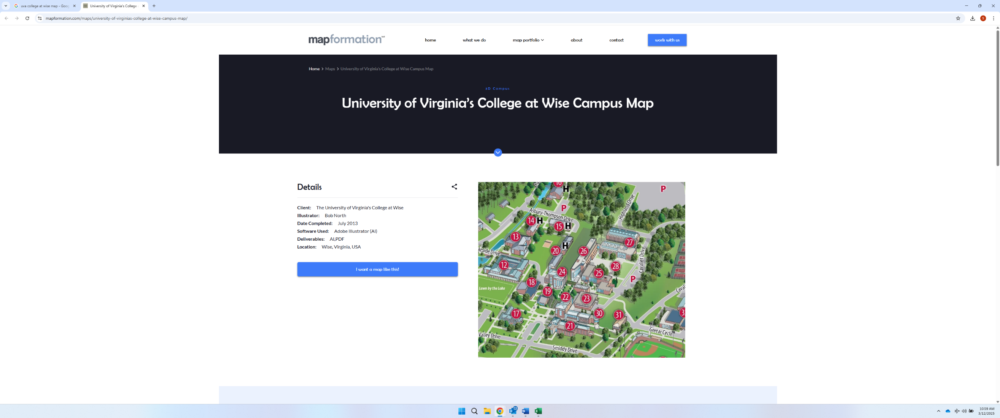 uva college at wise map - Goog
University of Virginia's College
mapformation.com/maps/university-of-virginias-college-at-wise-campus-map/
S
mapformation LLC
home
what we do
map portfolio
about
contact
work with us
Home > Maps > University of Virginia's College at Wise Campus Map
3D Campus
University of Virginia's College at Wise Campus Map
Details
Client: The University of Virginia's College at Wise
Illustrator: Bob North
Date Completed: July 2013
Software Used: Adobe Illustrator (AI)
Deliverables: AI,PDF
Location: Wise, Virginia, USA
I want a map like this!
16
H
P
P
Highland Drive
Asbury-Thompson Drive
14 H
15 H
13
27
H
20
26
keside Drive
Cavalier Drive
12
28
24
25
P
18
Lawn by the Lake
19
Caval
22
23
17
30
31
3
21
Greear Circle
Valley Drive
Smiddy Drive
10:59 AM
3/12/2025